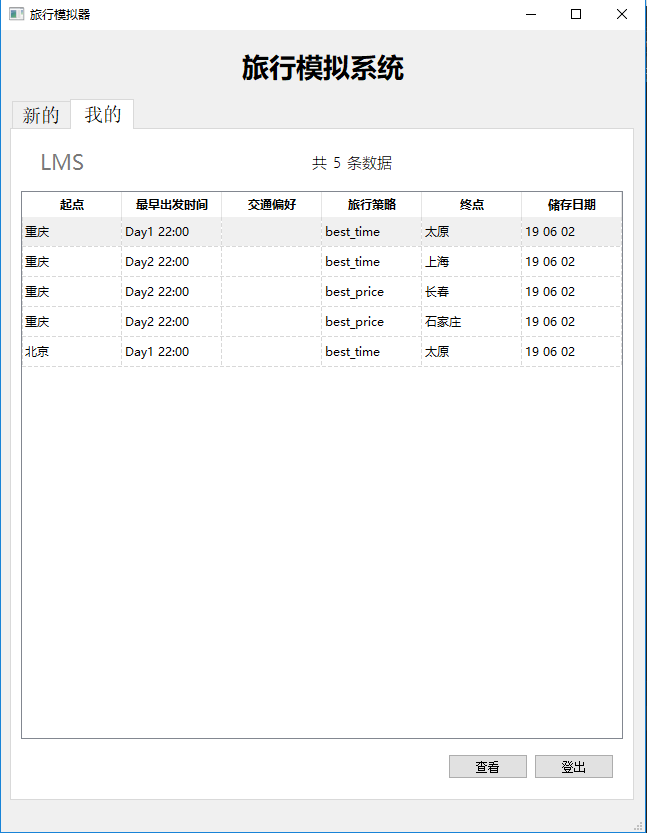 旅行模拟器
旅行模拟系统
新的 我的
LMS 共 5 条数据
起点 最早出发时间 交通偏好 旅行策略 终点 储存日期
重庆 Day1 22:00 best_time 太原 19 06 02
重庆 Day2 22:00 best_time 上海 19 06 02
重庆 Day2 22:00 best_price 长春 19 06 02
重庆 Day2 22:00 best_price 石家庄 19 06 02
北京 Day1 22:00 best_time 太原 19 06 02
查看 登出